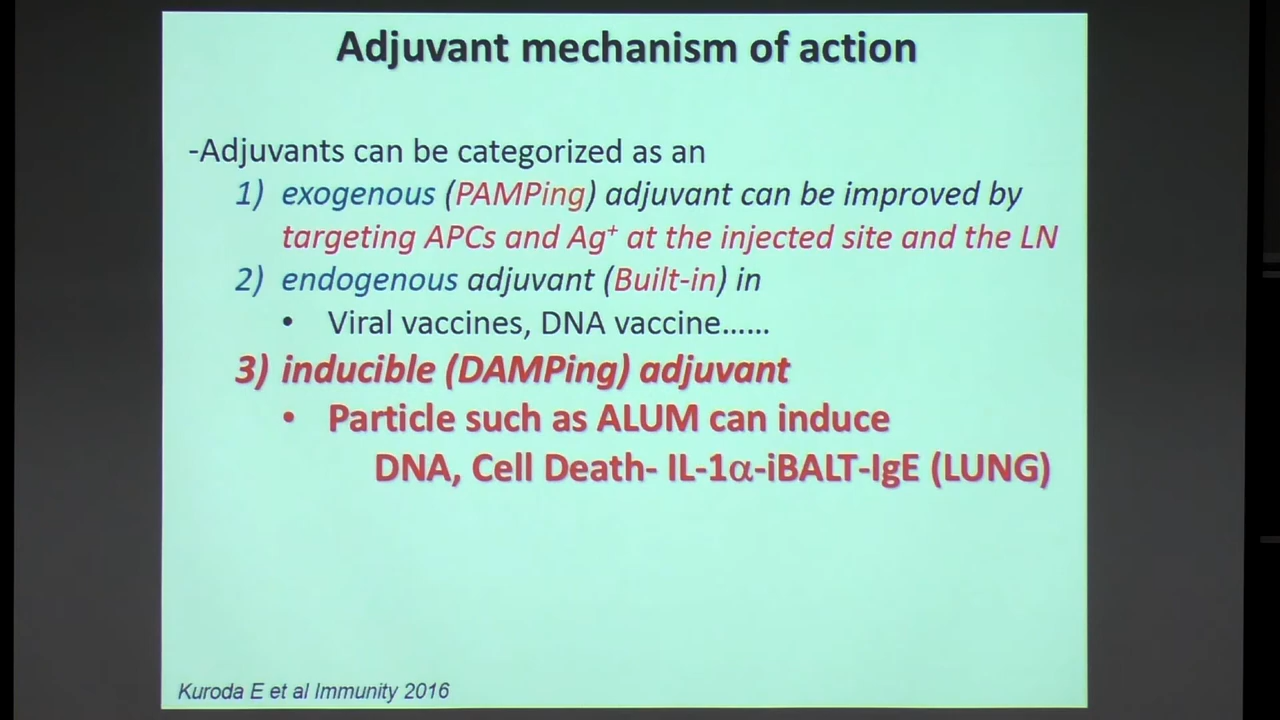 Adjuvant mechanism of action
-Adjuvants can be categorized as an
1) exogenous (PAMPing) adjuvant can be improved by
targeting APCs and Ag⁺ at the injected site and the LN
2) endogenous adjuvant (Built-in) in
• Viral vaccines, DNA vaccine......
3) inducible (DAMPing) adjuvant
• Particle such as ALUM can induce
DNA, Cell Death- IL-1α-iBALT-IgE (LUNG)
Kuroda E et al Immunity 2016